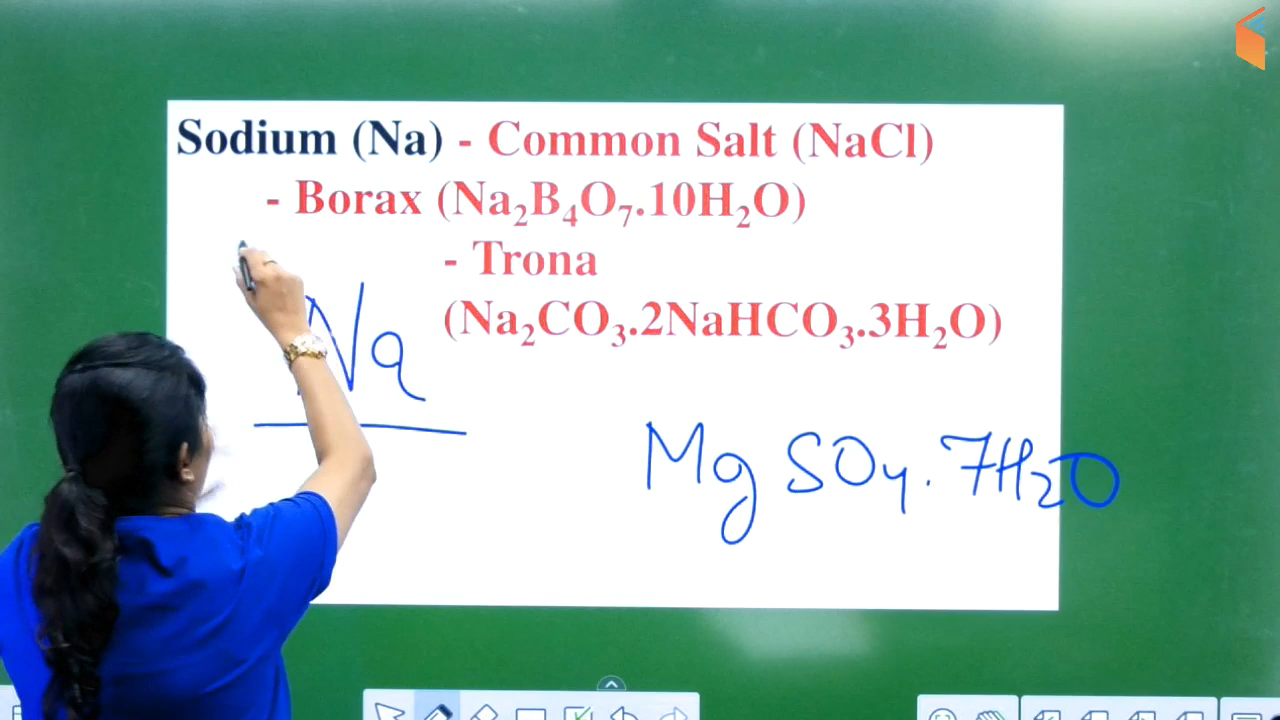 Sodium (Na) - Common Salt (NaCl)
- Borax (Na₂B₄O₇.10H₂O)
- Trona
(Na₂CO₃.2NaHCO₃.3H₂O)
Na
MgSO₄.7H₂O